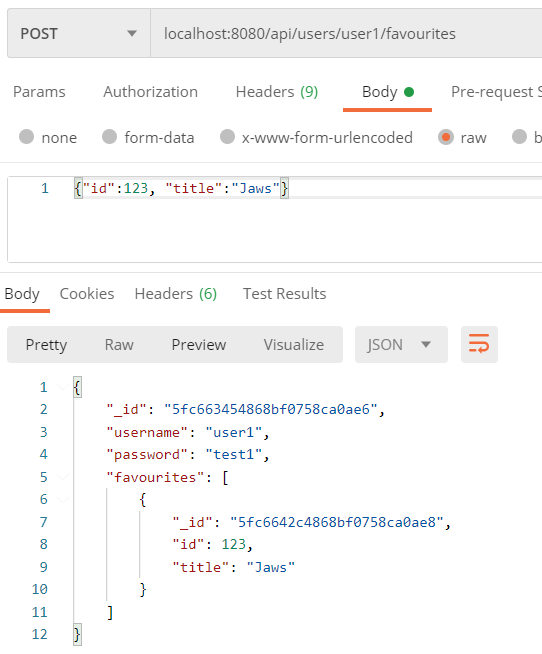 POST localhost:8080/api/users/user1/favourites
Params Authorization Headers (9) Body Pre-request S
none form-data x-www-form-urlencoded raw b
1 {"id":123, "title":"Jaws"}
Body Cookies Headers (6) Test Results
Pretty Raw Preview Visualize JSON
1 {
2 "_id": "5fc663454868bf0758ca0ae6",
3 "username": "user1",
4 "password": "test1",
5 "favourites": [
6 {
7 "_id": "5fc6642c4868bf0758ca0ae8",
8 "id": 123,
9 "title": "Jaws"
10 }
11 ]
12 }